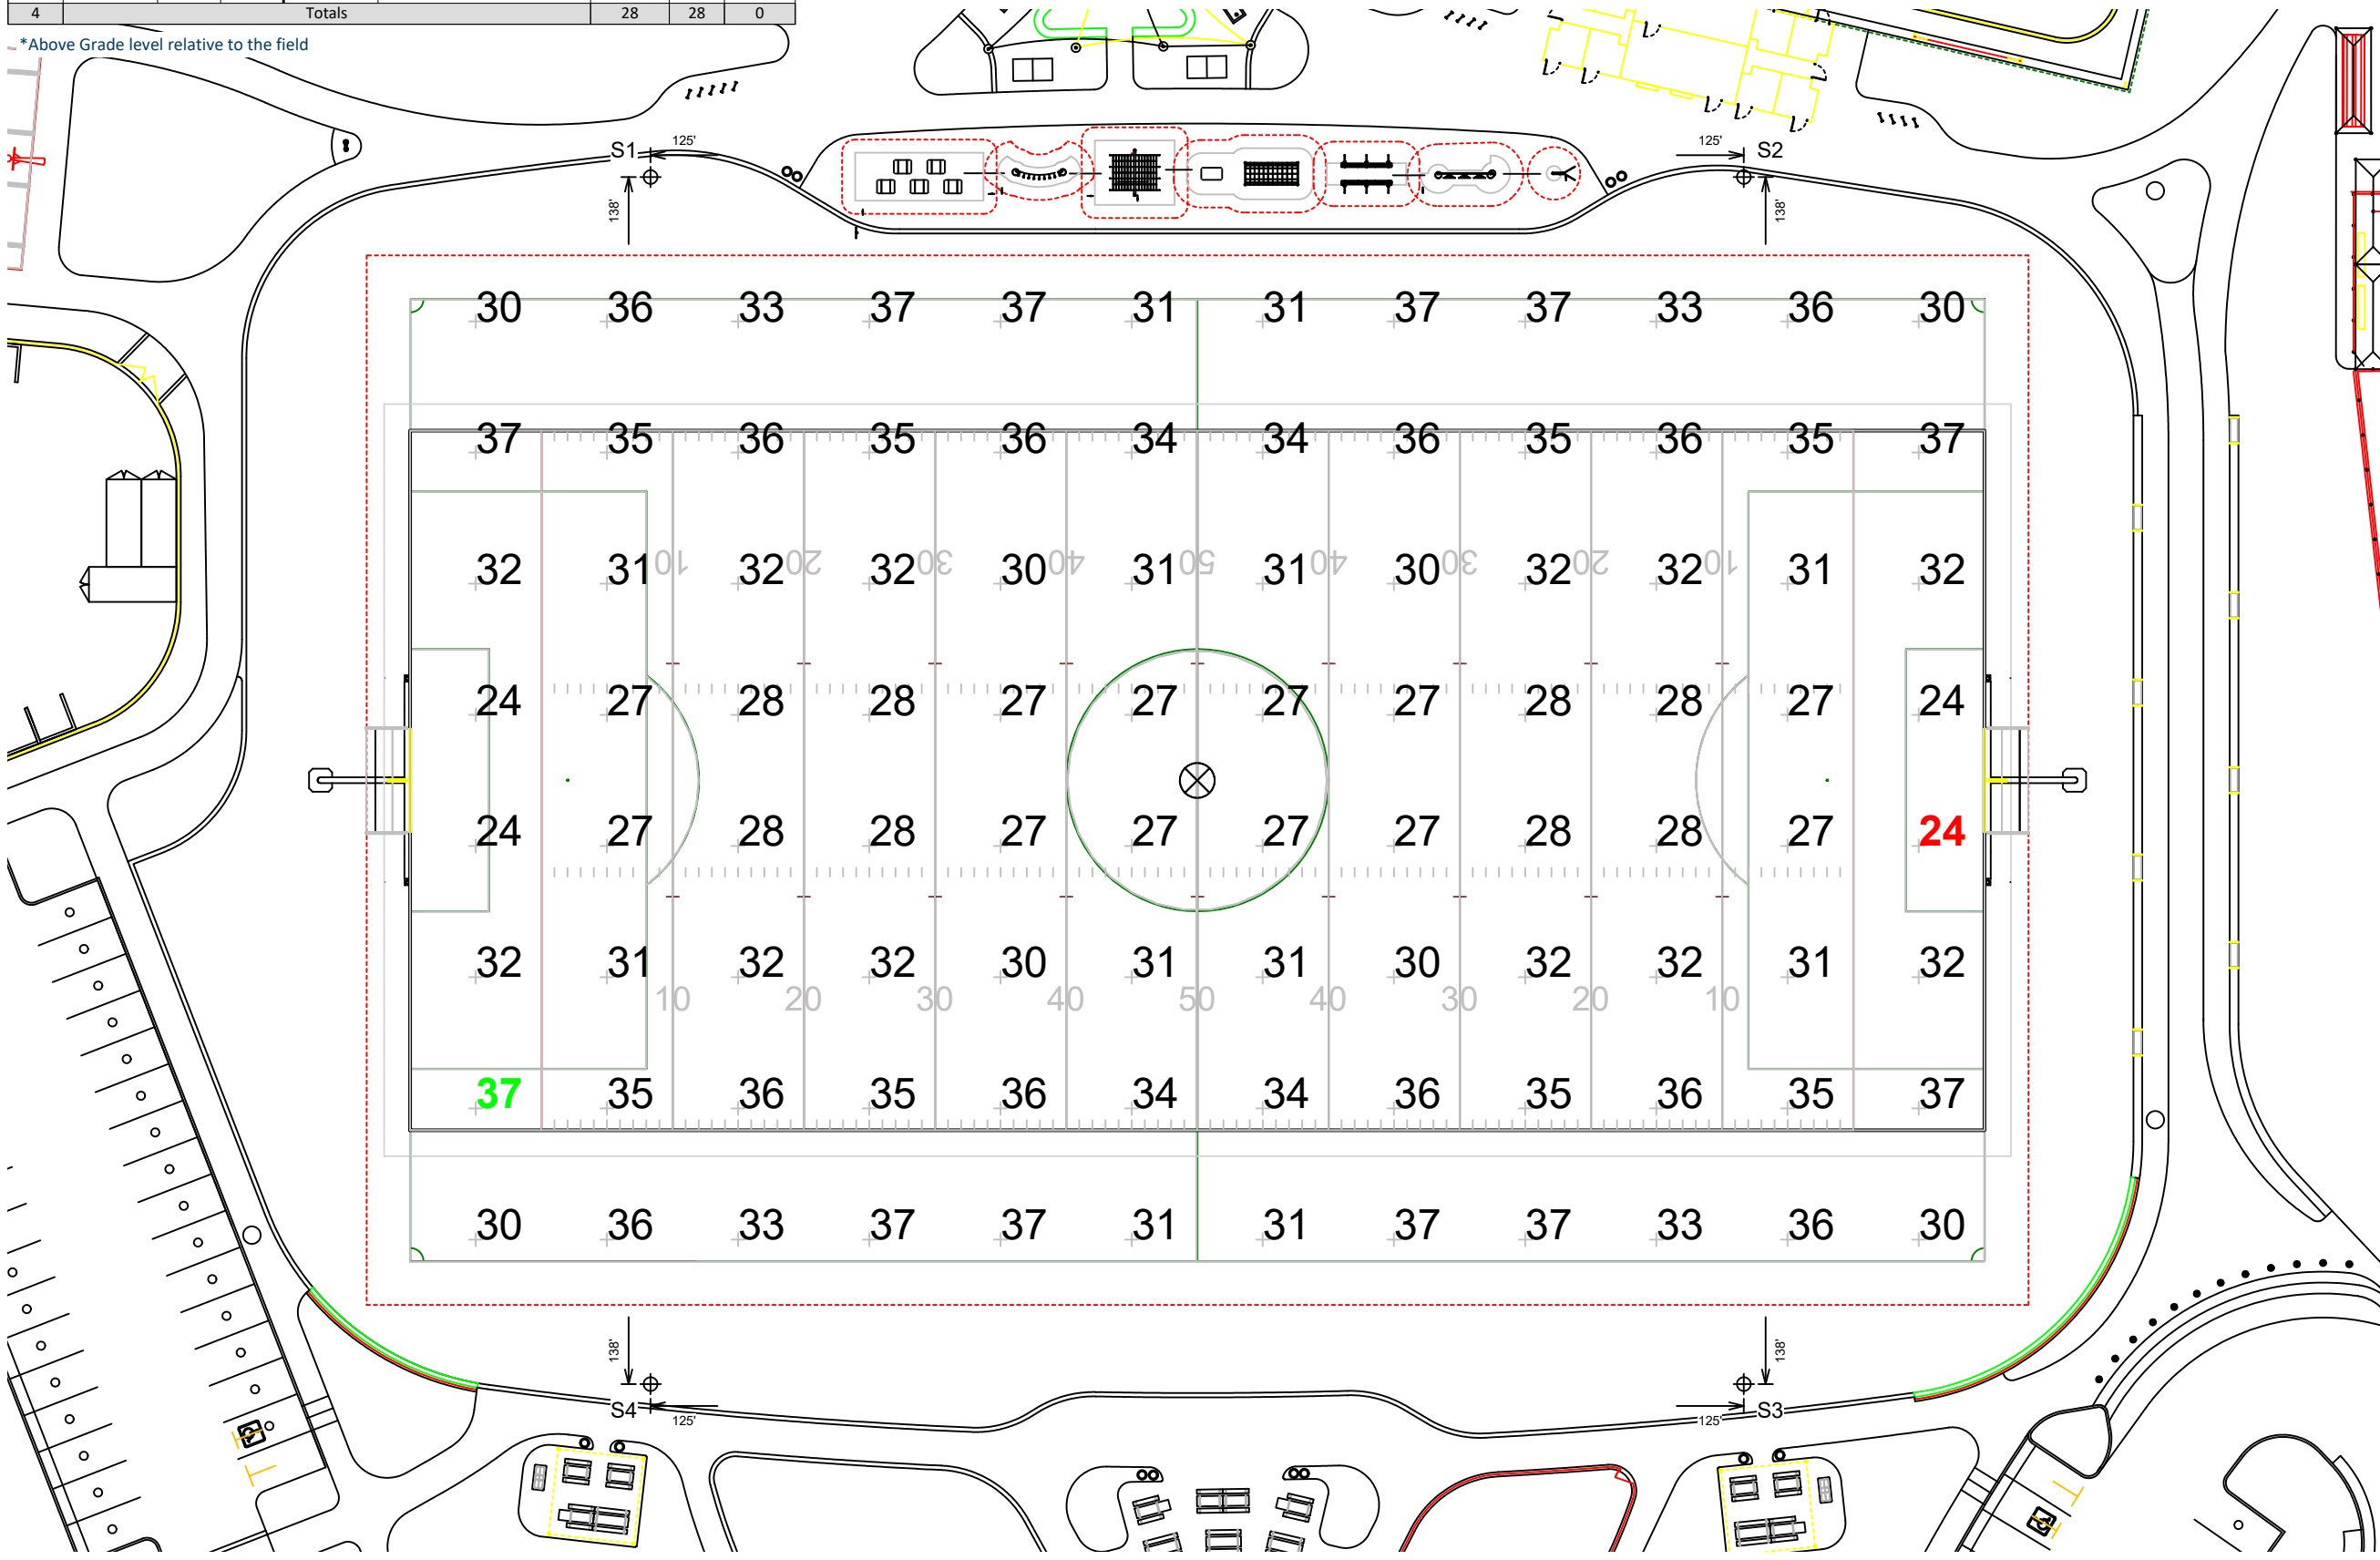 4 Totals 28 28 0
*Above Grade level relative to the field
S1 125' 125' S2
138' 138'
30 36 33 37 37 31 31 37 37 33 36 30
37 35 36 35 36 34 34 36 35 36 35 37
32 31 10 32 20 32 30 30 40 31 50 31 40 30 30 32 20 32 10 31 32
24 27 28 28 27 27 27 27 28 28 27 24
24 27 28 28 27 27 27 27 28 28 27 24
32 31 32 32 30 31 31 30 32 32 31 32
10 20 30 40 50 40 30 20 10
37 35 36 35 36 34 34 36 35 36 35 37
30 36 33 37 37 31 31 37 37 33 36 30
138' 138'
S4 125' 125' S3